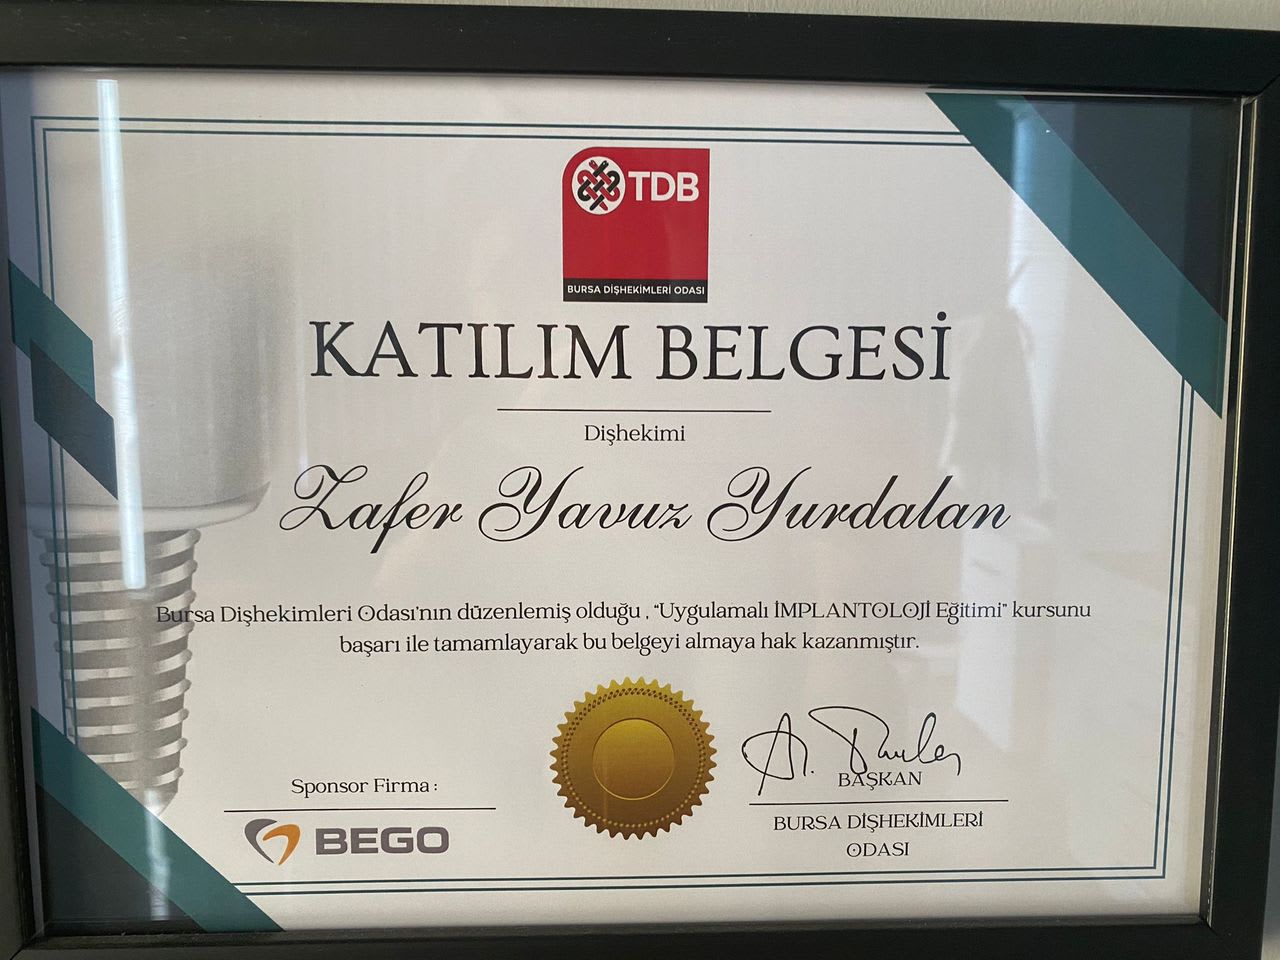 TDB
BURSA DİŞHEKİMLERİ ODASI
KATILIM BELGESİ
Dişhekimi
Zafer Yavuz Yurdalan
Bursa Dişhekimleri Odası'nın düzenlemiş olduğu , "Uygulamalı İMPLANTOLOJİ Eğitimi" kursunu
başarı ile tamamlayarak bu belgeyi almaya hak kazanmıştır.
Sponsor Firma :
BEGO
BAŞKAN
BURSA DİŞHEKİMLERİ
ODASI